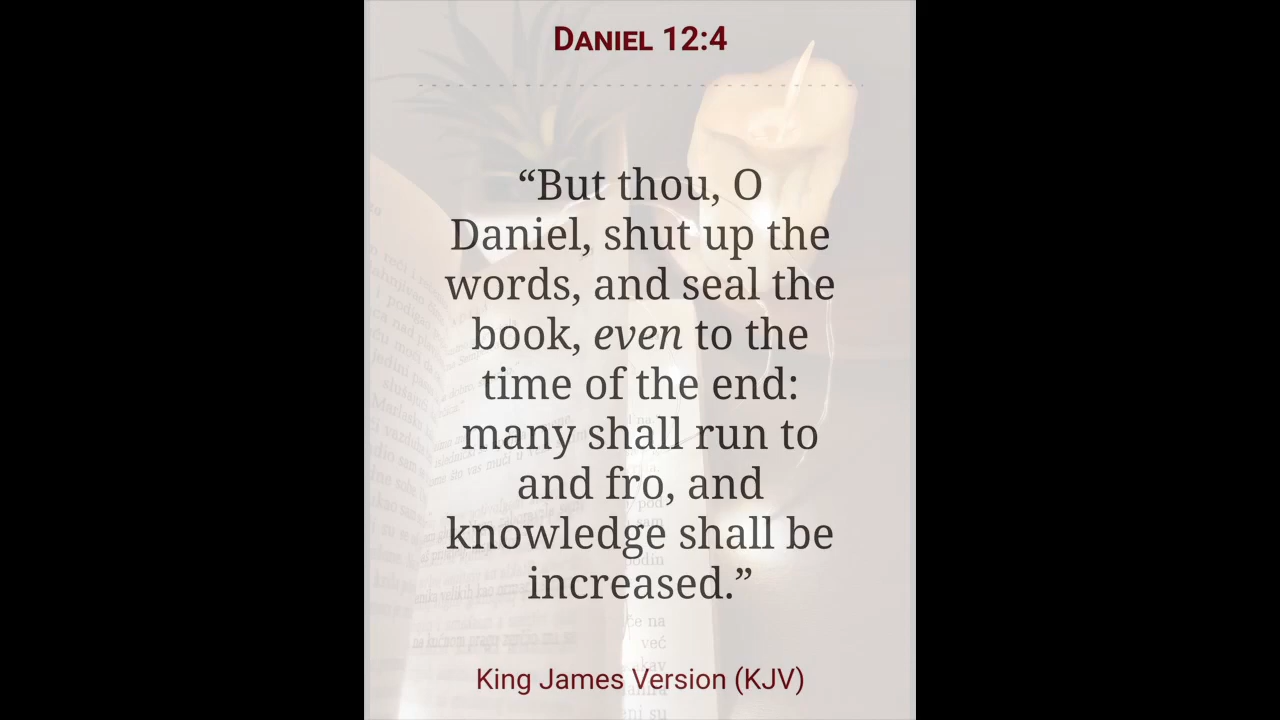 Daniel 12:4
“But thou, O
Daniel, shut up the
words, and seal the
book, even to the
time of the end:
many shall run to
and fro, and
knowledge shall be
increased.”
King James Version (KJV)